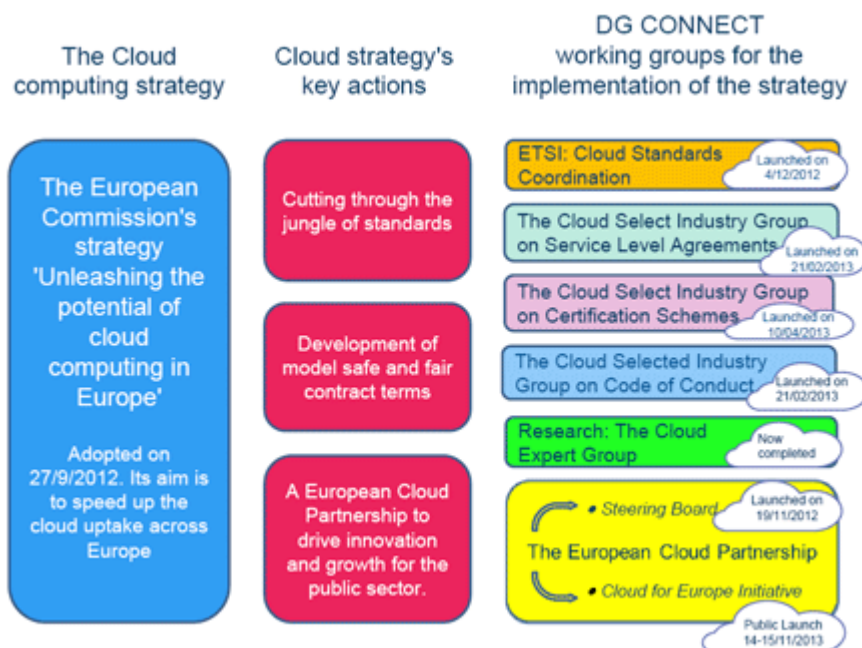 The Cloud
computing strategy
Cloud strategy's
key actions
DG CONNECT
working groups for the
implementation of the strategy
The European
Commission's
strategy
'Unleashing the
potential of
cloud
computing in
Europe'
Adopted on
27/9/2012. Its aim is
to speed up the
cloud uptake across
Europe
Cutting through the
jungle of standards
Development of
model safe and fair
contract terms
A European Cloud
Partnership to
drive innovation
and growth for the
public sector.
ETSI: Cloud Standards
Coordination
Launched on
4/12/2012
The Cloud Select Industry Group
on Service Level Agreements
Launched on
21/02/2013
The Cloud Select Industry Group
on Certification Schemes
Launched on
10/04/2013
The Cloud Selected Industry
Group on Code of Conduct
Launched on
21/02/2013
Research: The Cloud
Expert Group
Now
completed
• Steering Board
Launched on
19/11/2012
The European Cloud Partnership
• Cloud for Europe Initiative
Public Launch
14-15/11/2013